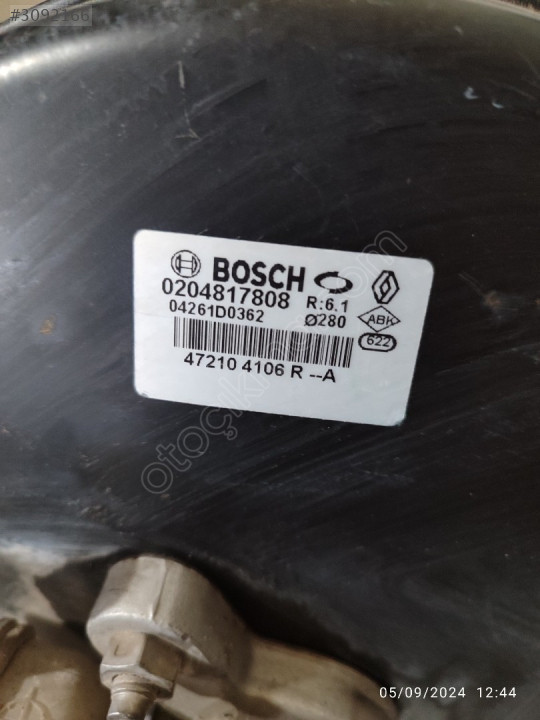 #3092166
BOSCH
0204817808 R:6.1
04261D0362 Ø280
ABK
622
47210 4106 R --A
otoçıkma.com
05/09/2024 12:44